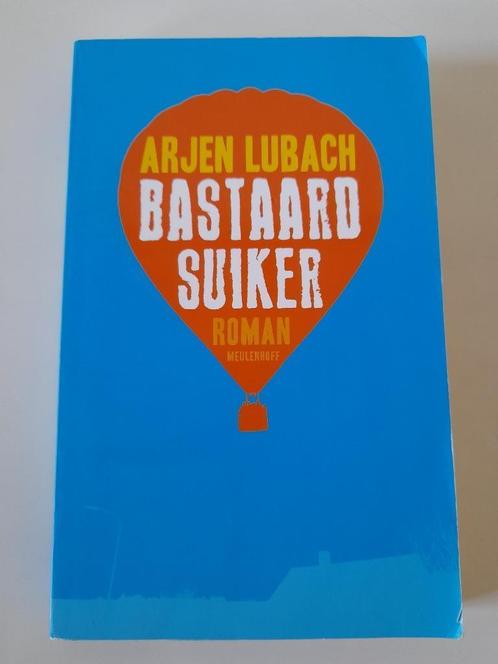 ARJEN LUBACH
BASTAARD
SUIKER
ROMAN
MEULENHOFF